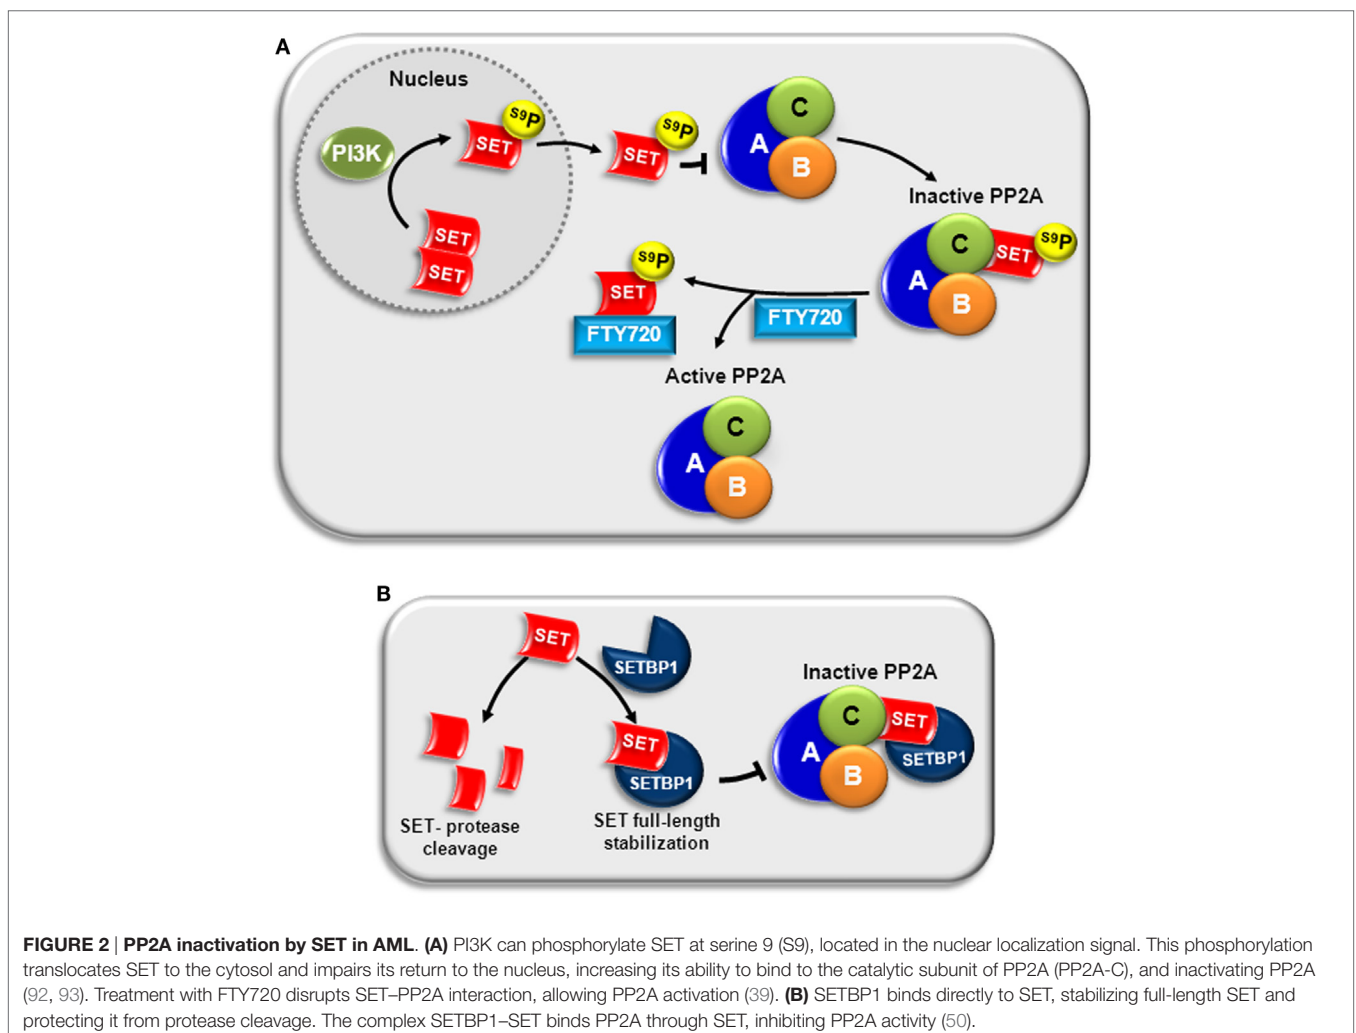 A
Nucleus
PI3K
SET
S9P
SET
SET
SET
S9P
A
C
B
Inactive PP2A
A
C
B
SET
S9P
SET
S9P
FTY720
FTY720
Active PP2A
A
C
B
B
SET
SETBP1
SET- protease
cleavage
SET
SETBP1
SET full-length
stabilization
Inactive PP2A
A
C
B
SET
SETBP1
FIGURE 2 | PP2A inactivation by SET in AML. (A) PI3K can phosphorylate SET at serine 9 (S9), located in the nuclear localization signal. This phosphorylation
translocates SET to the cytosol and impairs its return to the nucleus, increasing its ability to bind to the catalytic subunit of PP2A (PP2A-C), and inactivating PP2A
(92, 93). Treatment with FTY720 disrupts SET–PP2A interaction, allowing PP2A activation (39). (B) SETBP1 binds directly to SET, stabilizing full-length SET and
protecting it from protease cleavage. The complex SETBP1–SET binds PP2A through SET, inhibiting PP2A activity (50).